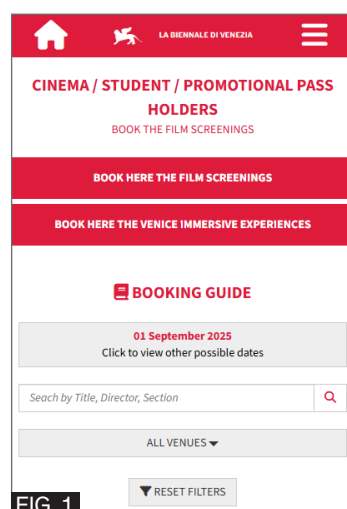 LA BIENNALE DI VENEZIA
CINEMA / STUDENT / PROMOTIONAL PASS
HOLDERS
BOOK THE FILM SCREENINGS
BOOK HERE THE FILM SCREENINGS
BOOK HERE THE VENICE IMMERSIVE EXPERIENCES
BOOKING GUIDE
01 September 2025
Click to view other possible dates
Seach by Title, Director, Section
ALL VENUES
RESET FILTERS
FIG. 1